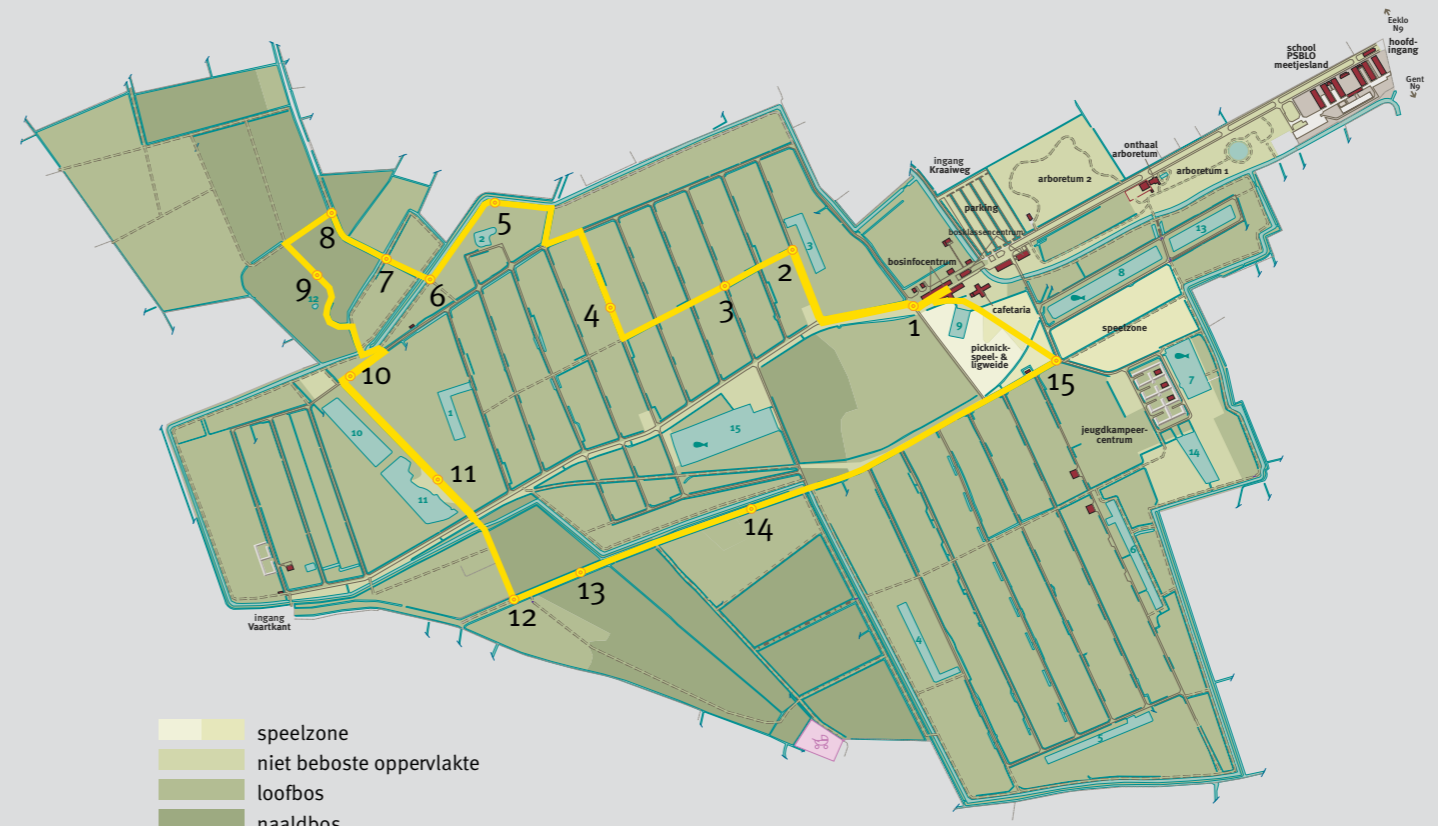 Eeklo
N9
hoofd-
ingang
school
PSBLO
meetjesland
Gent
N9
onthaal
arboretum
ingang
Kraaiweg
arboretum 2
arboretum 1
parking
bosklassencentrum
bosinfocentrum
cafetaria
speelzone
picknick-
speel- &
ligweide
jeugdkampeer-
centrum
ingang
Vaartkant
1
2
3
4
5
6
7
8
9
10
11
12
13
14
15
1
2
3
4
5
6
7
8
9
10
11
12
13
14
15
speelzone
niet beboste oppervlakte
loofbos
naaldbos